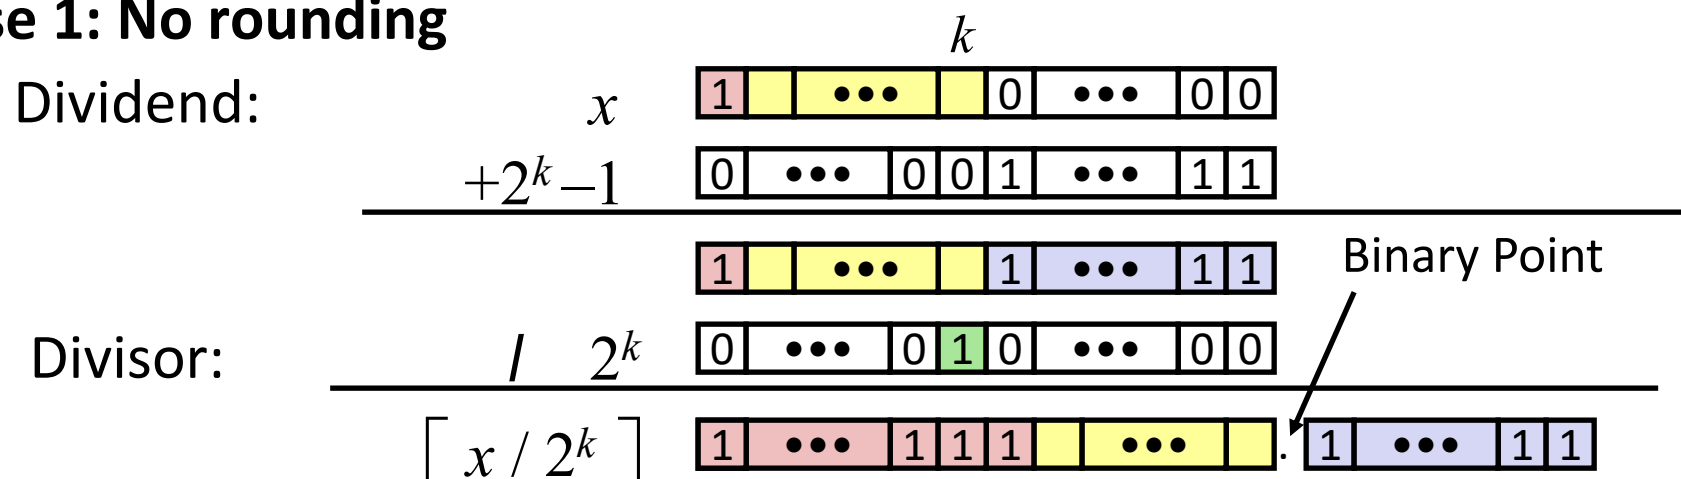 se 1: No rounding
k
Dividend: x 1 ••• 0 ••• 0 0
+2^k –1 0 ••• 0 0 1 ••• 1 1
1 ••• 1 ••• 1 1
Binary Point
Divisor: / 2^k 0 ••• 0 1 0 ••• 0 0
⌈ x / 2^k ⌉ 1 ••• 1 1 1 ••• . 1 ••• 1 1